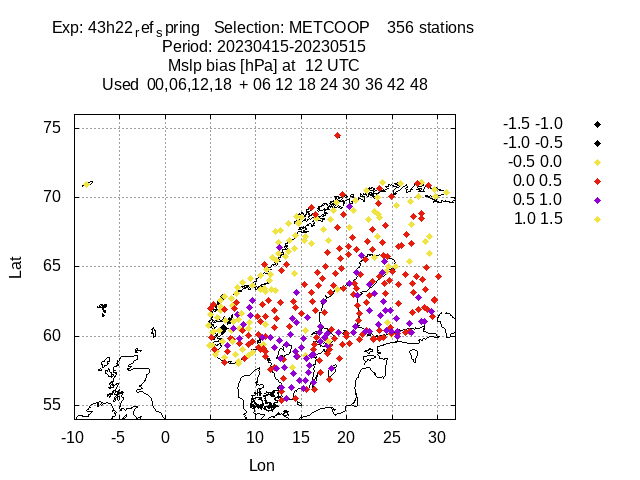 Exp: 43h22ref spring   Selection: METCOOP    356 stations
Period: 20230415-20230515
Mslp bias [hPa] at  12 UTC
Used  00,06,12,18  + 06 12 18 24 30 36 42 48
-1.5 -1.0
-1.0 -0.5
-0.5 0.0
0.0 0.5
0.5 1.0
1.0 1.5
75
70
65
60
55
Lat
-10 -5 0 5 10 15 20 25 30
Lon